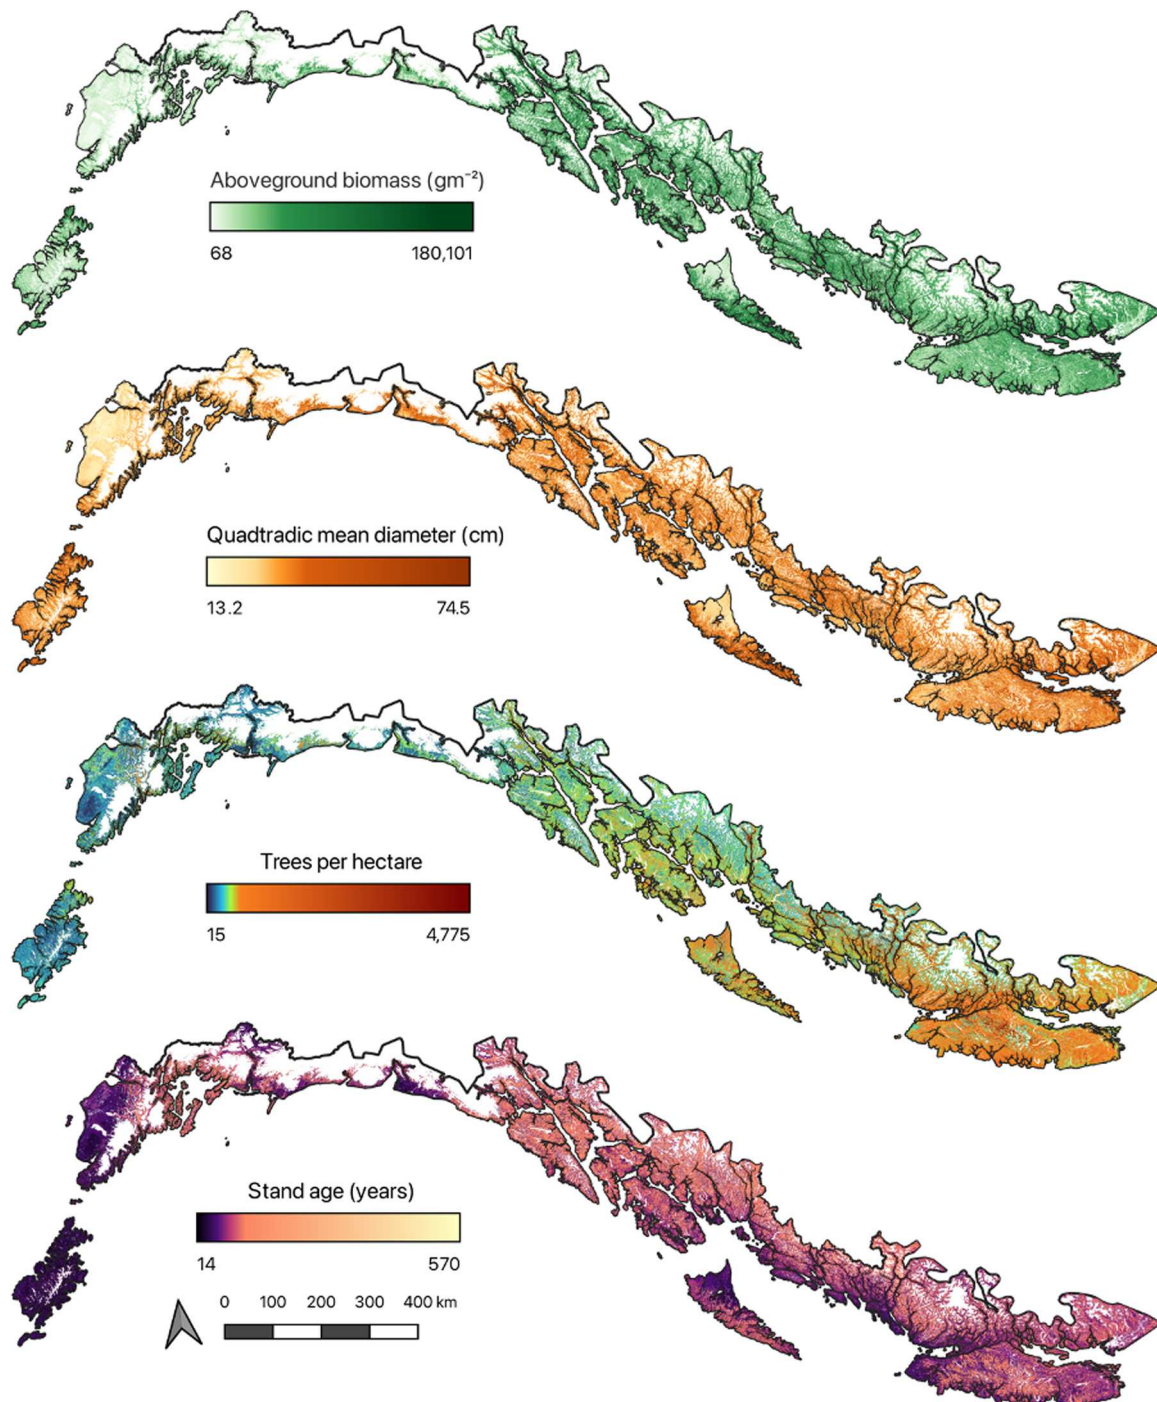 Aboveground biomass (gm⁻²)
68 180,101
Quadtradic mean diameter (cm)
13.2 74.5
Trees per hectare
15 4,775
Stand age (years)
14 570
0 100 200 300 400 km